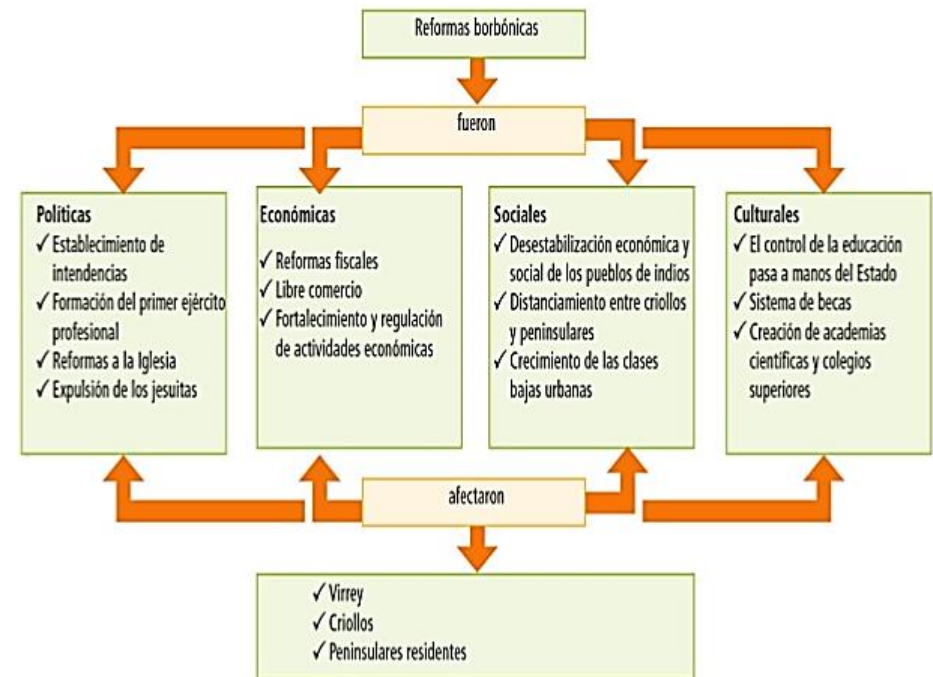 Reformas borbónicas
fueron
Políticas
✓ Establecimiento de
intendencias
✓ Formación del primer ejército
profesional
✓ Reformas a la Iglesia
✓ Expulsión de los jesuitas
Económicas
✓ Reformas fiscales
✓ Libre comercio
✓ Fortalecimiento y regulación
de actividades económicas
Sociales
✓ Desestabilización económica y
social de los pueblos de indios
✓ Distanciamiento entre criollos
y peninsulares
✓ Crecimiento de las clases
bajas urbanas
Culturales
✓ El control de la educación
pasa a manos del Estado
✓ Sistema de becas
✓ Creación de academias
científicas y colegios
superiores
afectaron
✓ Virrey
✓ Criollos
✓ Peninsulares residentes